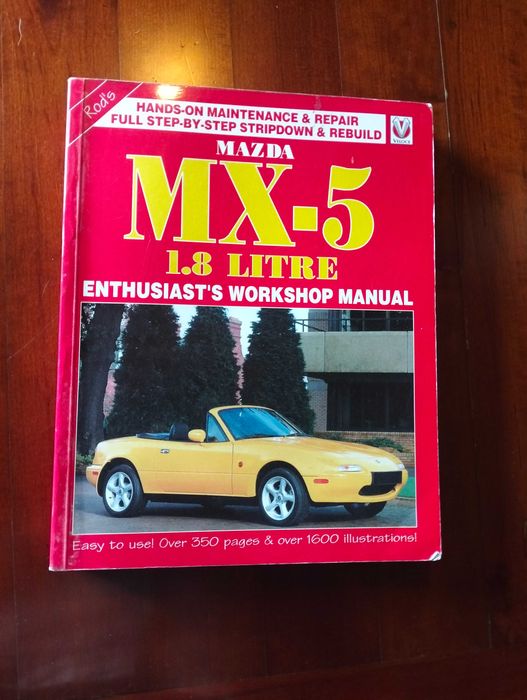 Rod's
HANDS-ON MAINTENANCE & REPAIR
FULL STEP-BY-STEP STRIPDOWN & REBUILD
VELOCE
MAZDA
MX-5
1.8 LITRE
ENTHUSIAST'S WORKSHOP MANUAL
Easy to use! Over 350 pages & over 1600 illustrations!